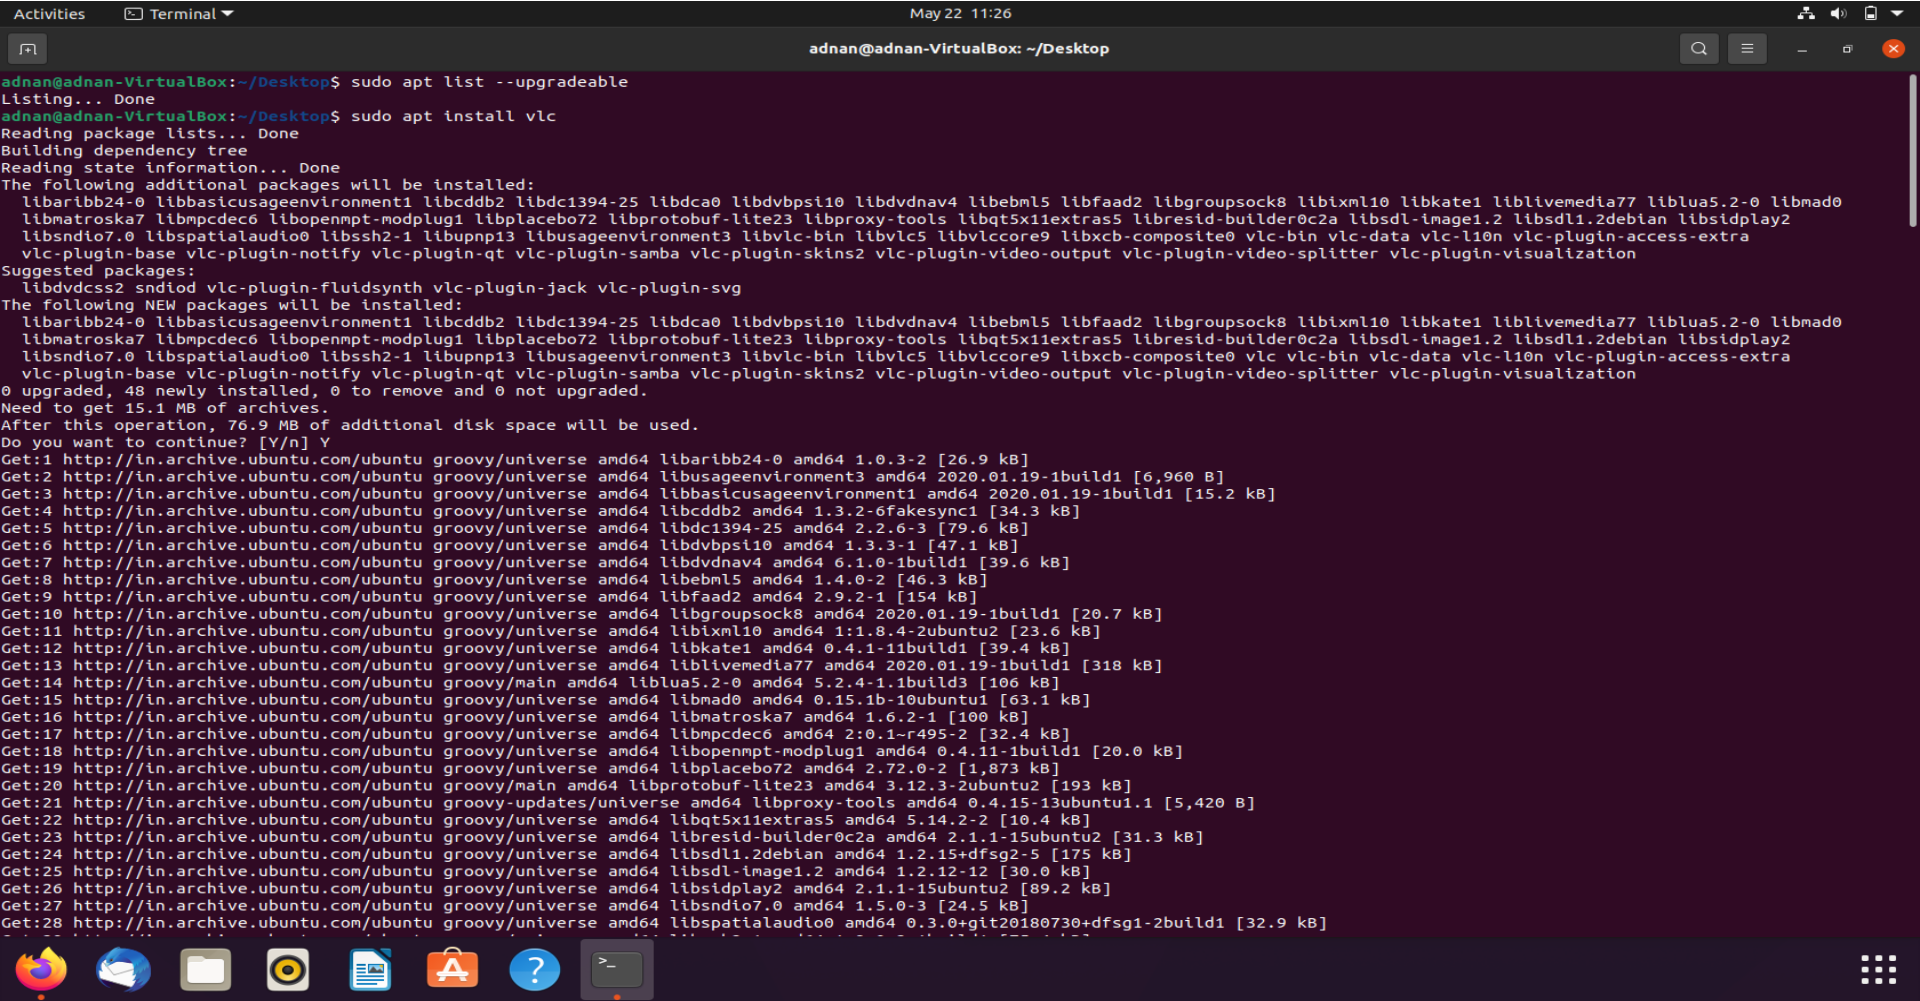 Activities Terminal May 22 11:26
adnan@adnan-VirtualBox: ~/Desktop
adnan@adnan-VirtualBox:~/Desktop$ sudo apt list --upgradeable
Listing... Done
adnan@adnan-VirtualBox:~/Desktop$ sudo apt install vlc
Reading package lists... Done
Building dependency tree
Reading state information... Done
The following additional packages will be installed:
  libaribb24-0 libbasicusageenvironment1 libcddb2 libdc1394-25 libdca0 libdvbpsi10 libdvdnav4 libebml5 libfaad2 libgroupsock8 libixml10 libkate1 liblivemedia77 liblua5.2-0 libmad0
  libmatroska7 libmpcdec6 libopenmpt-modplug1 libplacebo72 libprotobuf-lite23 libproxy-tools libqt5x11extras5 libresid-builder0c2a libsdl-image1.2 libsdl1.2debian libsidplay2
  libsndio7.0 libspatialaudio0 libssh2-1 libupnp13 libusageenvironment3 libvlc-bin libvlc5 libvlccore9 libxcb-composite0 vlc-bin vlc-data vlc-l10n vlc-plugin-access-extra
  vlc-plugin-base vlc-plugin-notify vlc-plugin-qt vlc-plugin-samba vlc-plugin-skins2 vlc-plugin-video-output vlc-plugin-video-splitter vlc-plugin-visualization
Suggested packages:
  libdvdcss2 sndiod vlc-plugin-fluidsynth vlc-plugin-jack vlc-plugin-svg
The following NEW packages will be installed:
  libaribb24-0 libbasicusageenvironment1 libcddb2 libdc1394-25 libdca0 libdvbpsi10 libdvdnav4 libebml5 libfaad2 libgroupsock8 libixml10 libkate1 liblivemedia77 liblua5.2-0 libmad0
  libmatroska7 libmpcdec6 libopenmpt-modplug1 libplacebo72 libprotobuf-lite23 libproxy-tools libqt5x11extras5 libresid-builder0c2a libsdl-image1.2 libsdl1.2debian libsidplay2
  libsndio7.0 libspatialaudio0 libssh2-1 libupnp13 libusageenvironment3 libvlc-bin libvlc5 libvlccore9 libxcb-composite0 vlc vlc-bin vlc-data vlc-l10n vlc-plugin-access-extra
  vlc-plugin-base vlc-plugin-notify vlc-plugin-qt vlc-plugin-samba vlc-plugin-skins2 vlc-plugin-video-output vlc-plugin-video-splitter vlc-plugin-visualization
0 upgraded, 48 newly installed, 0 to remove and 0 not upgraded.
Need to get 15.1 MB of archives.
After this operation, 76.9 MB of additional disk space will be used.
Do you want to continue? [Y/n] Y
Get:1 http://in.archive.ubuntu.com/ubuntu groovy/universe amd64 libaribb24-0 amd64 1.0.3-2 [26.9 kB]
Get:2 http://in.archive.ubuntu.com/ubuntu groovy/universe amd64 libusageenvironment3 amd64 2020.01.19-1build1 [6,960 B]
Get:3 http://in.archive.ubuntu.com/ubuntu groovy/universe amd64 libbasicusageenvironment1 amd64 2020.01.19-1build1 [15.2 kB]
Get:4 http://in.archive.ubuntu.com/ubuntu groovy/universe amd64 libcddb2 amd64 1.3.2-6fakesync1 [34.3 kB]
Get:5 http://in.archive.ubuntu.com/ubuntu groovy/universe amd64 libdc1394-25 amd64 2.2.6-3 [79.6 kB]
Get:6 http://in.archive.ubuntu.com/ubuntu groovy/universe amd64 libdvbpsi10 amd64 1.3.3-1 [47.1 kB]
Get:7 http://in.archive.ubuntu.com/ubuntu groovy/universe amd64 libdvdnav4 amd64 6.1.0-1build1 [39.6 kB]
Get:8 http://in.archive.ubuntu.com/ubuntu groovy/universe amd64 libebml5 amd64 1.4.0-2 [46.3 kB]
Get:9 http://in.archive.ubuntu.com/ubuntu groovy/universe amd64 libfaad2 amd64 2.9.2-1 [154 kB]
Get:10 http://in.archive.ubuntu.com/ubuntu groovy/universe amd64 libgroupsock8 amd64 2020.01.19-1build1 [20.7 kB]
Get:11 http://in.archive.ubuntu.com/ubuntu groovy/universe amd64 libixml10 amd64 1:1.8.4-2ubuntu2 [23.6 kB]
Get:12 http://in.archive.ubuntu.com/ubuntu groovy/universe amd64 libkate1 amd64 0.4.1-11build1 [39.4 kB]
Get:13 http://in.archive.ubuntu.com/ubuntu groovy/universe amd64 liblivemedia77 amd64 2020.01.19-1build1 [318 kB]
Get:14 http://in.archive.ubuntu.com/ubuntu groovy/main amd64 liblua5.2-0 amd64 5.2.4-1.1build3 [106 kB]
Get:15 http://in.archive.ubuntu.com/ubuntu groovy/universe amd64 libmad0 amd64 0.15.1b-10ubuntu1 [63.1 kB]
Get:16 http://in.archive.ubuntu.com/ubuntu groovy/universe amd64 libmatroska7 amd64 1.6.2-1 [100 kB]
Get:17 http://in.archive.ubuntu.com/ubuntu groovy/universe amd64 libmpcdec6 amd64 2:0.1~r495-2 [32.4 kB]
Get:18 http://in.archive.ubuntu.com/ubuntu groovy/universe amd64 libopenmpt-modplug1 amd64 0.4.11-1build1 [20.0 kB]
Get:19 http://in.archive.ubuntu.com/ubuntu groovy/universe amd64 libplacebo72 amd64 2.72.0-2 [1,873 kB]
Get:20 http://in.archive.ubuntu.com/ubuntu groovy/main amd64 libprotobuf-lite23 amd64 3.12.3-2ubuntu2 [193 kB]
Get:21 http://in.archive.ubuntu.com/ubuntu groovy-updates/universe amd64 libproxy-tools amd64 0.4.15-13ubuntu1.1 [5,420 B]
Get:22 http://in.archive.ubuntu.com/ubuntu groovy/universe amd64 libqt5x11extras5 amd64 5.14.2-2 [10.4 kB]
Get:23 http://in.archive.ubuntu.com/ubuntu groovy/universe amd64 libresid-builder0c2a amd64 2.1.1-15ubuntu2 [31.3 kB]
Get:24 http://in.archive.ubuntu.com/ubuntu groovy/universe amd64 libsdl1.2debian amd64 1.2.15+dfsg2-5 [175 kB]
Get:25 http://in.archive.ubuntu.com/ubuntu groovy/universe amd64 libsdl-image1.2 amd64 1.2.12-12 [30.0 kB]
Get:26 http://in.archive.ubuntu.com/ubuntu groovy/universe amd64 libsidplay2 amd64 2.1.1-15ubuntu2 [89.2 kB]
Get:27 http://in.archive.ubuntu.com/ubuntu groovy/universe amd64 libsndio7.0 amd64 1.5.0-3 [24.5 kB]
Get:28 http://in.archive.ubuntu.com/ubuntu groovy/universe amd64 libspatialaudio0 amd64 0.3.0+git20180730+dfsg1-2build1 [32.9 kB]